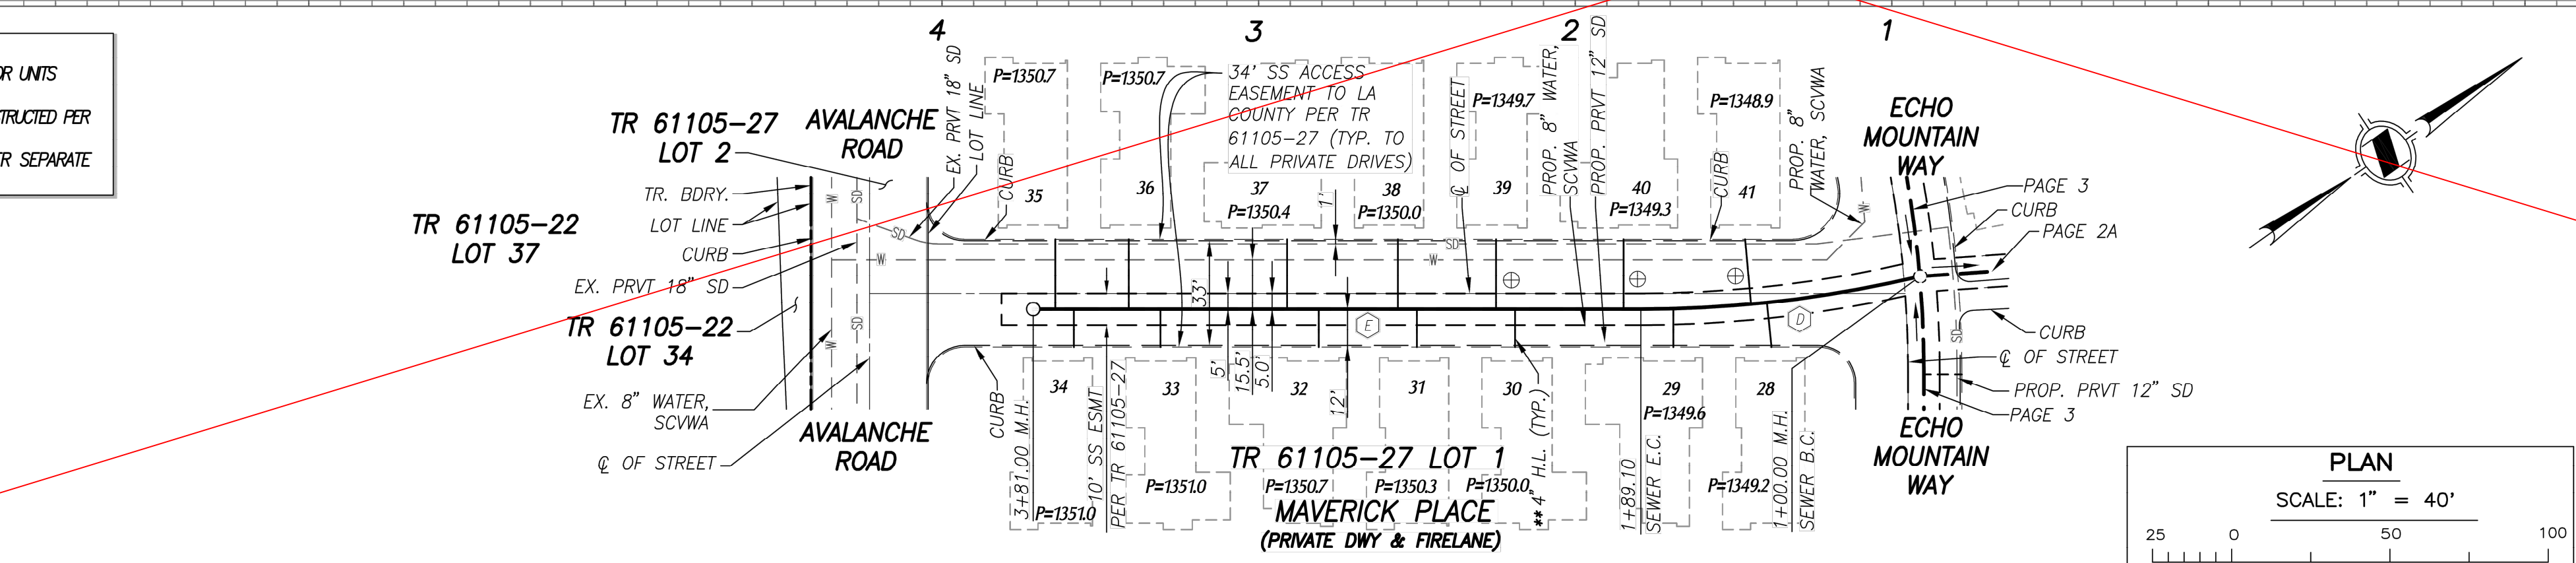 4
3
2
1
OR UNITS
TRUCTED PER
ER SEPARATE
TR 61105-27
LOT 2
AVALANCHE
ROAD
TR. BDRY.
LOT LINE
CURB
EX. PRVT 18" SD
TR 61105-22
LOT 37
TR 61105-22
LOT 34
EX. 8" WATER,
SCVWA
℄ OF STREET
AVALANCHE
ROAD
W
SD
W
SD
EX. PRVT 18" SD
LOT LINE
CURB
SD
W
P=1350.7
35
P=1350.7
36
34' SS ACCESS
EASEMENT TO LA
COUNTY PER TR
61105-27 (TYP. TO
ALL PRIVATE DRIVES)
37
P=1350.4
1'
38
P=1350.0
℄ OF STREET
P=1349.7
39
PROP. 8" WATER,
SCVWA
PROP. PRVT 12" SD
40
P=1349.3
CURB
P=1348.9
41
PROP. 8"
WATER, SCVWA
W
SD
W
ECHO
MOUNTAIN
WAY
PAGE 3
CURB
PAGE 2A
33'
E
D
SD
CURB
℄ OF STREET
PROP. PRVT 12" SD
PAGE 3
ECHO
MOUNTAIN
WAY
CURB
3+81.00 M.H.
34
P=1351.0
10' SS ESMT
PER TR 61105-27
33
P=1351.0
5'
15.5'
5.0'
32
P=1350.7
12'
31
P=1350.3
30
P=1350.0
** 4" H.L. (TYP.)
1+89.10
SEWER E.C.
29
P=1349.6
28
P=1349.2
1+00.00 M.H.
SEWER B.C.
TR 61105-27 LOT 1
MAVERICK PLACE
(PRIVATE DWY & FIRELANE)
PLAN
SCALE: 1" = 40'
25 0 50 100